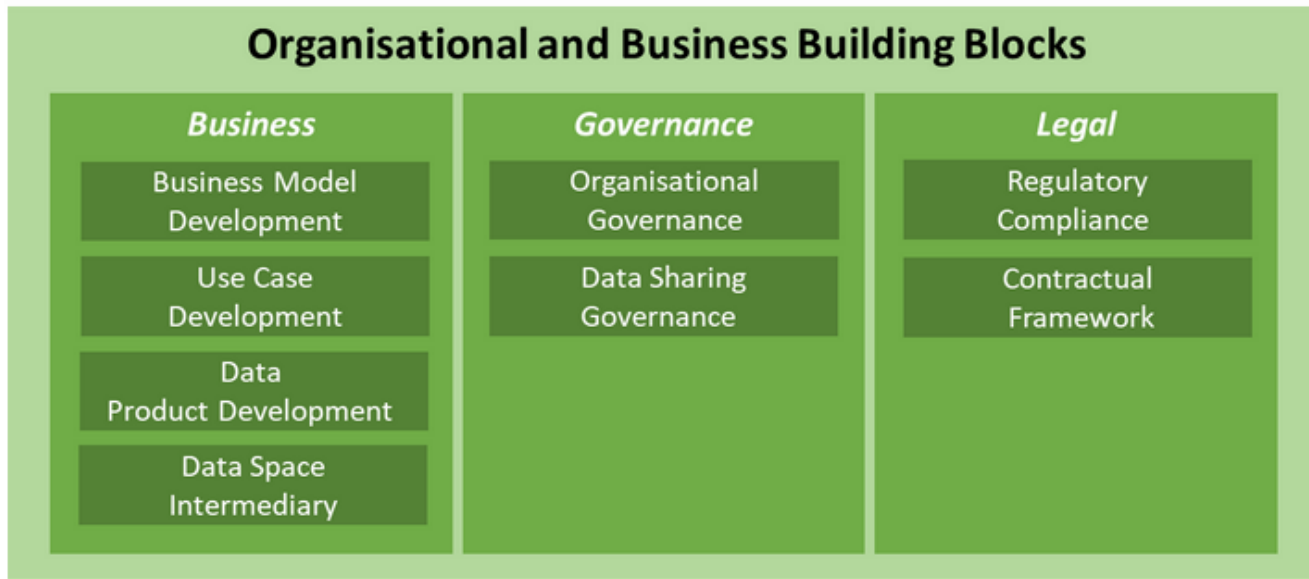 Organisational and Business Building Blocks
Business
Business Model
Development
Use Case
Development
Data
Product Development
Data Space
Intermediary
Governance
Organisational
Governance
Data Sharing
Governance
Legal
Regulatory
Compliance
Contractual
Framework